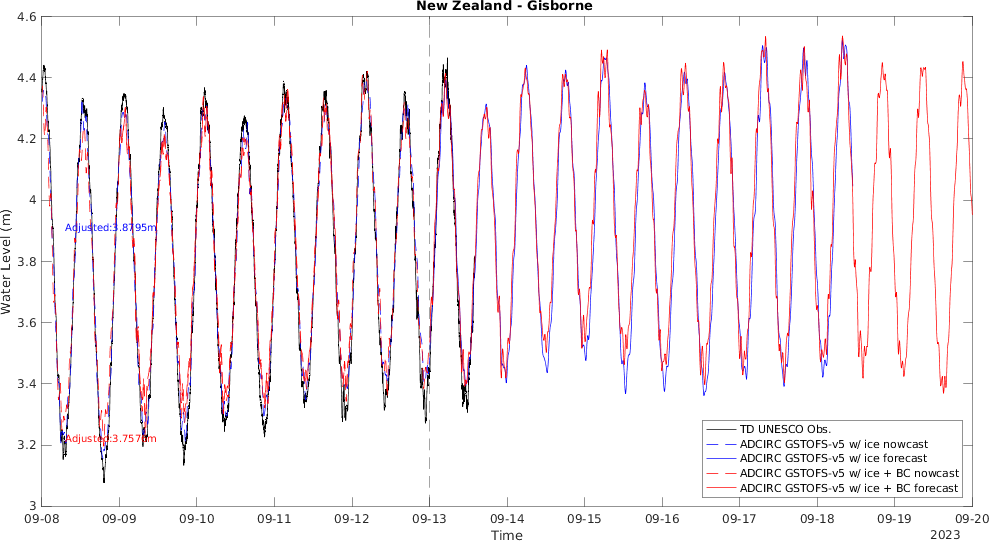 New Zealand - Gisborne
4.6
4.4
4.2
4
3.8
3.6
3.4
3.2
3
Water Level (m)
Adjusted:3.8795m
Adjusted:3.7576m
TD UNESCO Obs.
ADCIRC GSTOFS-v5 w/ ice nowcast
ADCIRC GSTOFS-v5 w/ ice forecast
ADCIRC GSTOFS-v5 w/ ice + BC nowcast
ADCIRC GSTOFS-v5 w/ ice + BC forecast
09-08 09-09 09-10 09-11 09-12 09-13 09-14 09-15 09-16 09-17 09-18 09-19 09-20
Time
2023